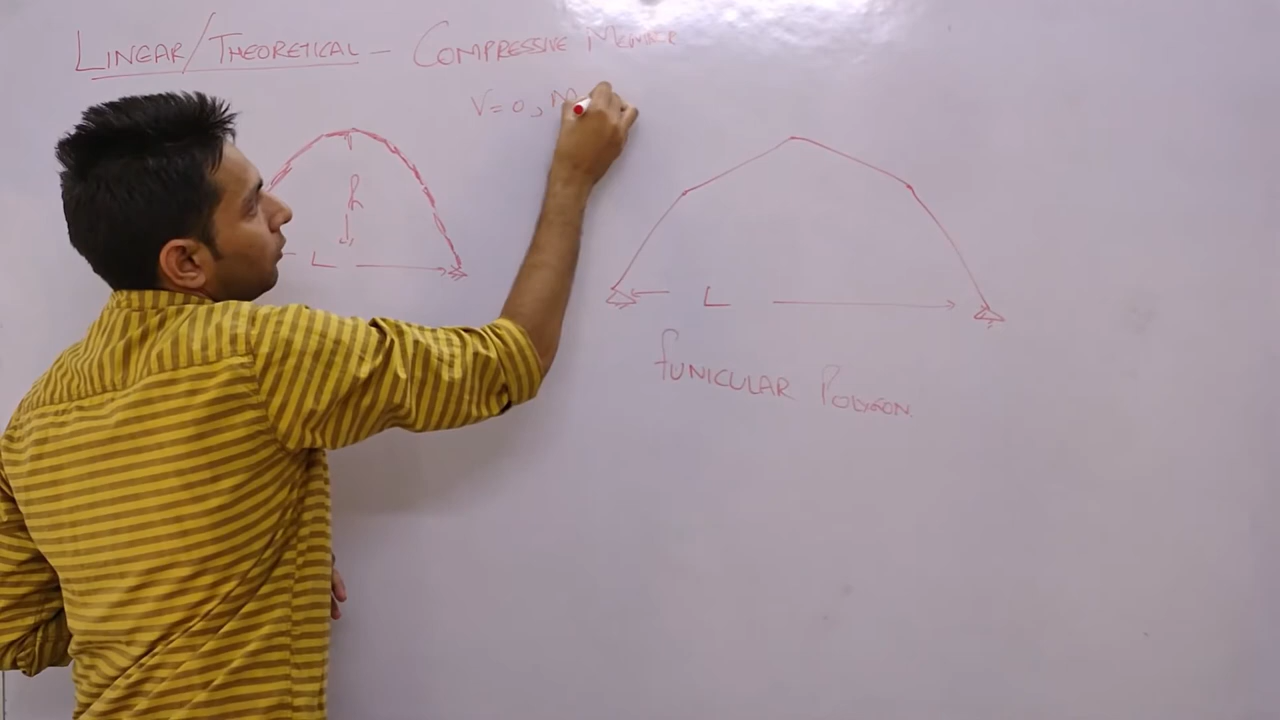 LINEAR/THEORETICAL - COMPRESSIVE MEMBER
V=0, M
h
L
L
fUNICULAR POLYGON.